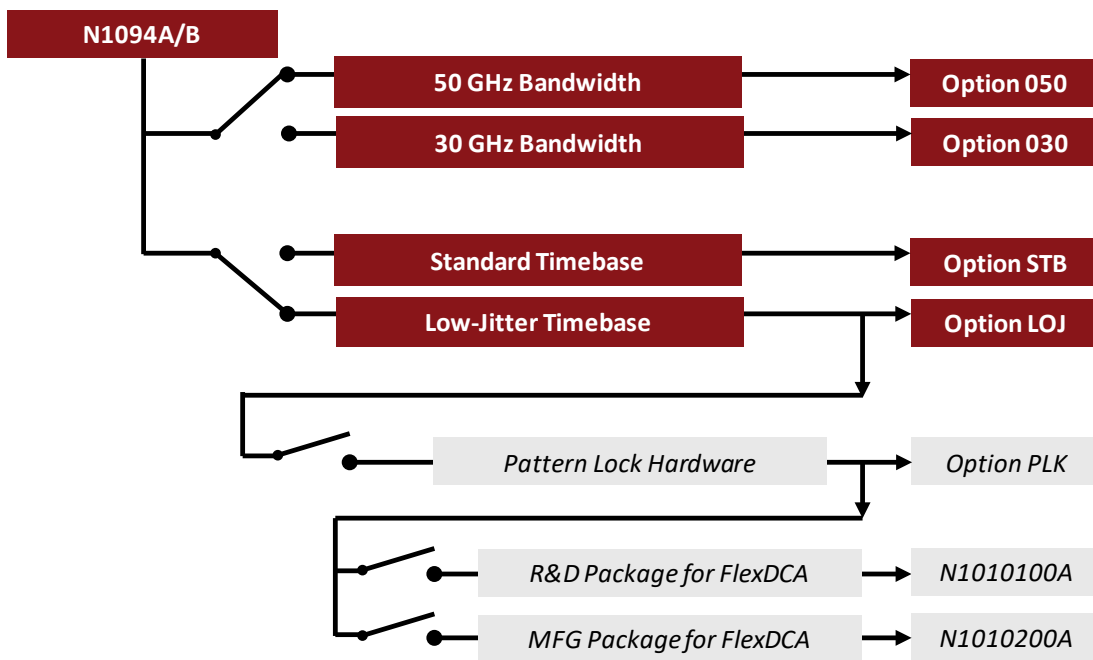 N1094A/B
50 GHz Bandwidth
Option 050
30 GHz Bandwidth
Option 030
Standard Timebase
Option STB
Low-Jitter Timebase
Option LOJ
Pattern Lock Hardware
Option PLK
R&D Package for FlexDCA
N1010100A
MFG Package for FlexDCA
N1010200A